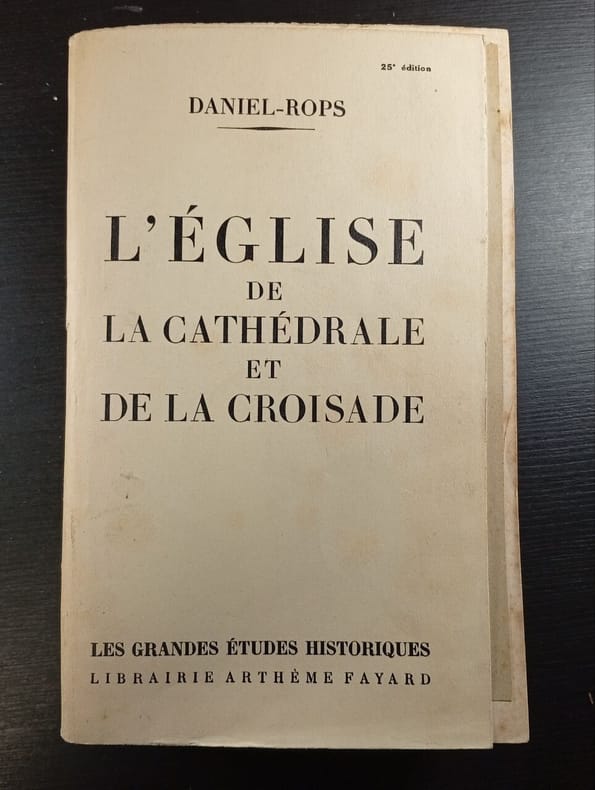 25ᵉ édition
DANIEL-ROPS
L'ÉGLISE
DE
LA CATHÉDRALE
ET
DE LA CROISADE
LES GRANDES ÉTUDES HISTORIQUES
LIBRAIRIE ARTHÈME FAYARD